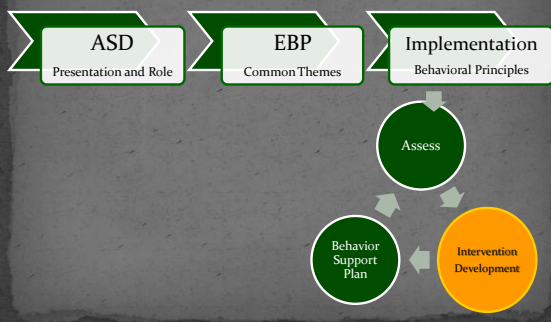 ASD
Presentation and Role
EBP
Common Themes
Implementation
Behavioral Principles
Assess
Intervention
Development
Behavior
Support
Plan